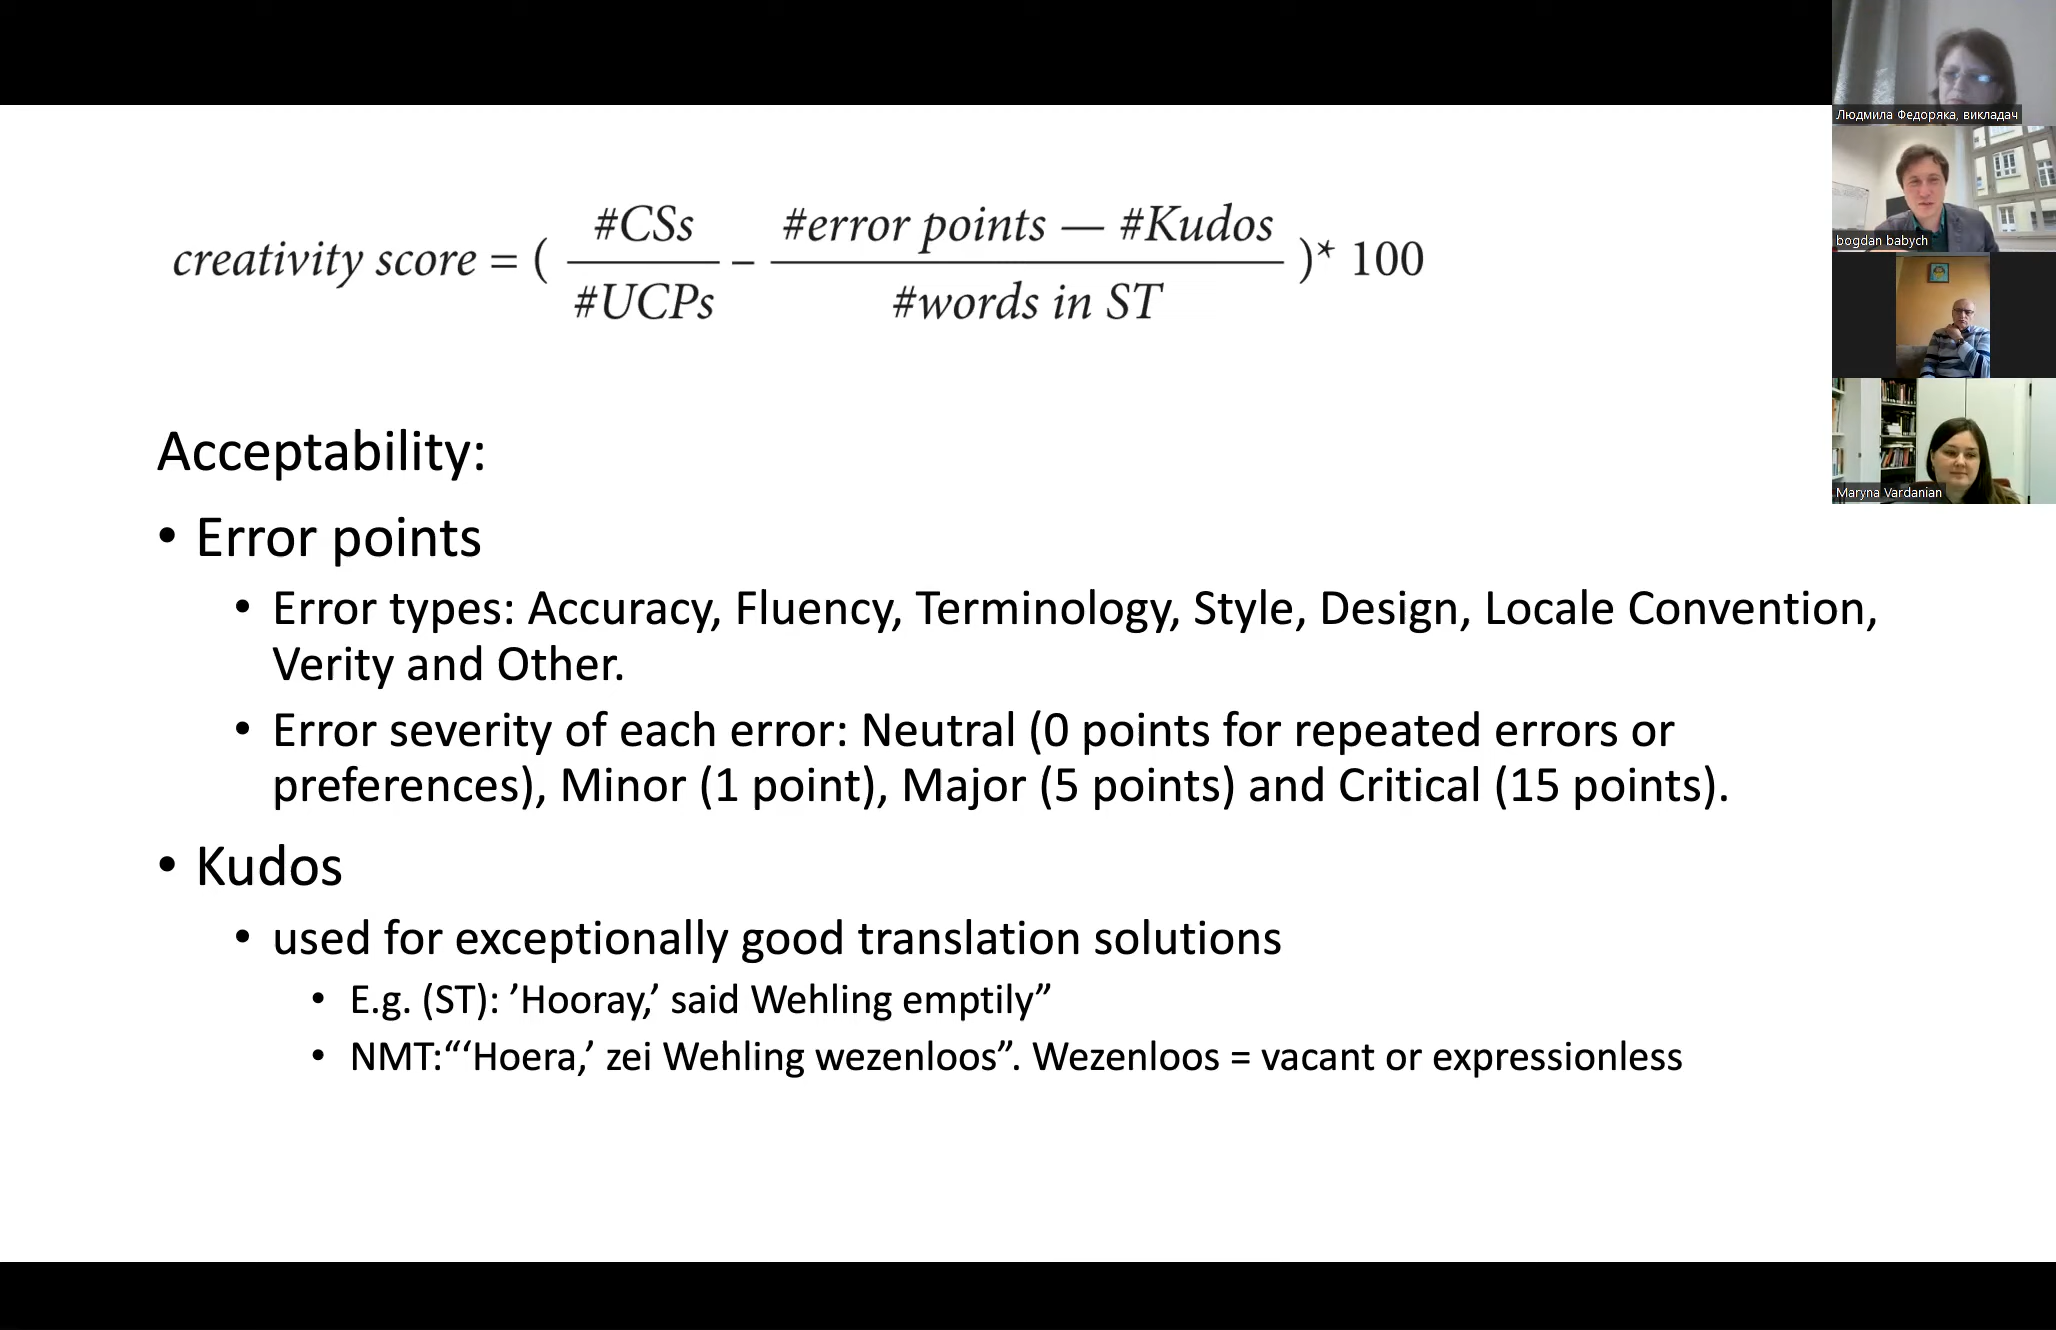 creativity score = ( #CSs / #UCPs – #error points — #Kudos / #words in ST )* 100
Acceptability:
• Error points
• Error types: Accuracy, Fluency, Terminology, Style, Design, Locale Convention,
Verity and Other.
• Error severity of each error: Neutral (0 points for repeated errors or
preferences), Minor (1 point), Major (5 points) and Critical (15 points).
• Kudos
• used for exceptionally good translation solutions
• E.g. (ST): ’Hooray,’ said Wehling emptily”
• NMT:“‘Hoera,’ zei Wehling wezenloos”. Wezenloos = vacant or expressionless
Людмила Федоряка, викладач
bogdan babych
Maryna Vardanian